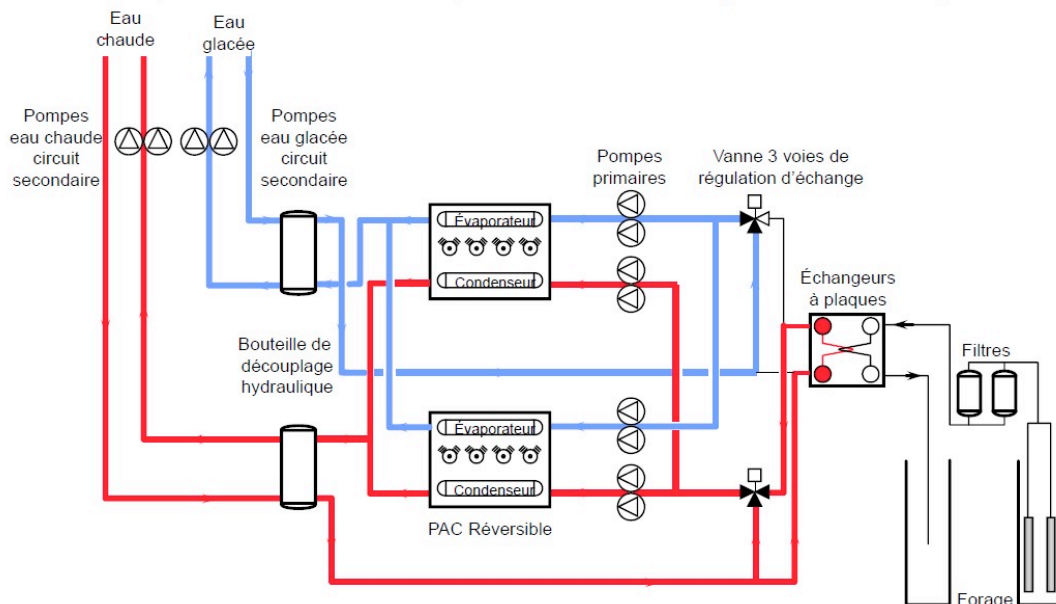 Eau
chaude
Eau
glacée
Pompes
eau chaude
circuit
secondaire
Pompes
eau glacée
circuit
secondaire
Pompes
primaires
Vanne 3 voies de
régulation d'échange
Évaporateur
Condenseur
Échangeurs
à plaques
Filtres
Bouteille de
découplage
hydraulique
Évaporateur
Condenseur
PAC Réversible
Forage